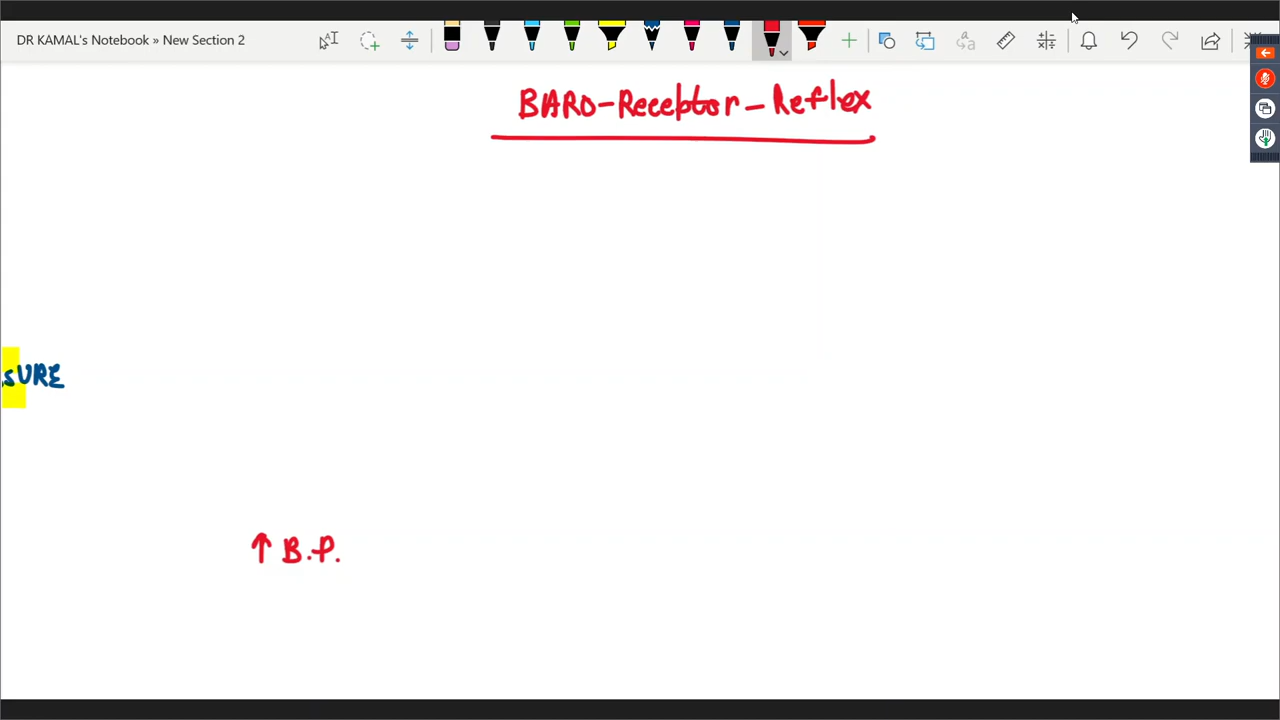 DR KAMAL's Notebook » New Section 2
BARO-Receptor-Reflex
SURE
↑ B.P.